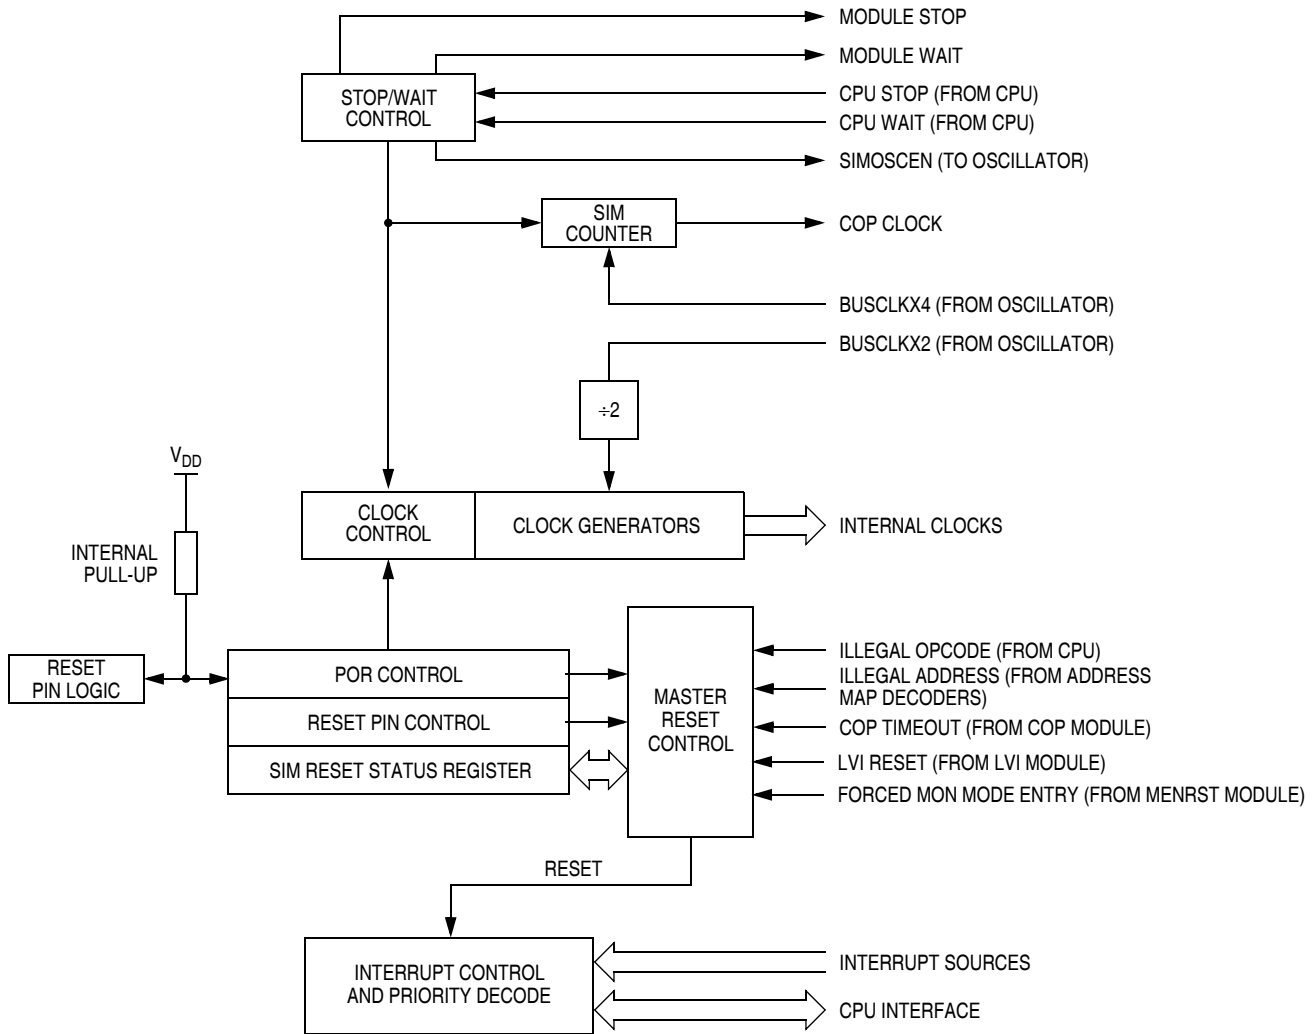 MODULE STOP
MODULE WAIT
STOP/WAIT
CONTROL
CPU STOP (FROM CPU)
CPU WAIT (FROM CPU)
SIMOSCEN (TO OSCILLATOR)
SIM
COUNTER
COP CLOCK
BUSCLKX4 (FROM OSCILLATOR)
BUSCLKX2 (FROM OSCILLATOR)
÷2
VDD
INTERNAL
PULL-UP
CLOCK
CONTROL
CLOCK GENERATORS
INTERNAL CLOCKS
RESET
PIN LOGIC
POR CONTROL
RESET PIN CONTROL
SIM RESET STATUS REGISTER
MASTER
RESET
CONTROL
ILLEGAL OPCODE (FROM CPU)
ILLEGAL ADDRESS (FROM ADDRESS
MAP DECODERS)
COP TIMEOUT (FROM COP MODULE)
LVI RESET (FROM LVI MODULE)
FORCED MON MODE ENTRY (FROM MENRST MODULE)
RESET
INTERRUPT CONTROL
AND PRIORITY DECODE
INTERRUPT SOURCES
CPU INTERFACE